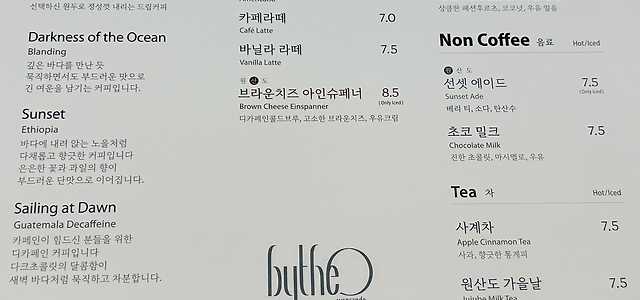 선택하신 원두로 정성껏 내리는 드립커피
Darkness of the Ocean
Blanding
깊은 바다를 만난 듯
묵직하면서도 부드러운 맛으로
긴 여운을 남기는 커피입니다.
Sunset
Ethiopia
바다에 내려 앉는 노을처럼
다채롭고 향긋한 커피입니다
은은한 꽃과 과일의 향이
부드러운 단맛으로 이어집니다.
Sailing at Dawn
Guatemala Decaffeine
카페인이 힘드신 분들을 위한
디카페인 커피입니다
다크초콜릿의 달콤함이
새벽 바다처럼 묵직하고 차분합니다.
Americano
카페라떼 7.0
Café Latte
바닐라 라떼 7.5
Vanilla Latte
원산도
브라운치즈 아인슈페너 8.5
Brown Cheese Einspanner (Only Iced)
디카페인콜드브루, 고소한 브라운치즈, 우유크림
bytheO
상큼한 패션후르츠, 코코넛, 우유 얼음
Non Coffee 음료 Hot/Iced
원산도
선셋 에이드 7.5
Sunset Ade (Only Iced)
베라 티, 소다, 탄산수
초코 밀크 7.5
Chocolate Milk
진한 초콜릿, 마시멜로, 우유
Tea 차 Hot/Iced
사계차 7.5
Apple Cinnamon Tea
사과, 향긋한 통계피
원산도 가을날 7.5
Jujube Milk Tea